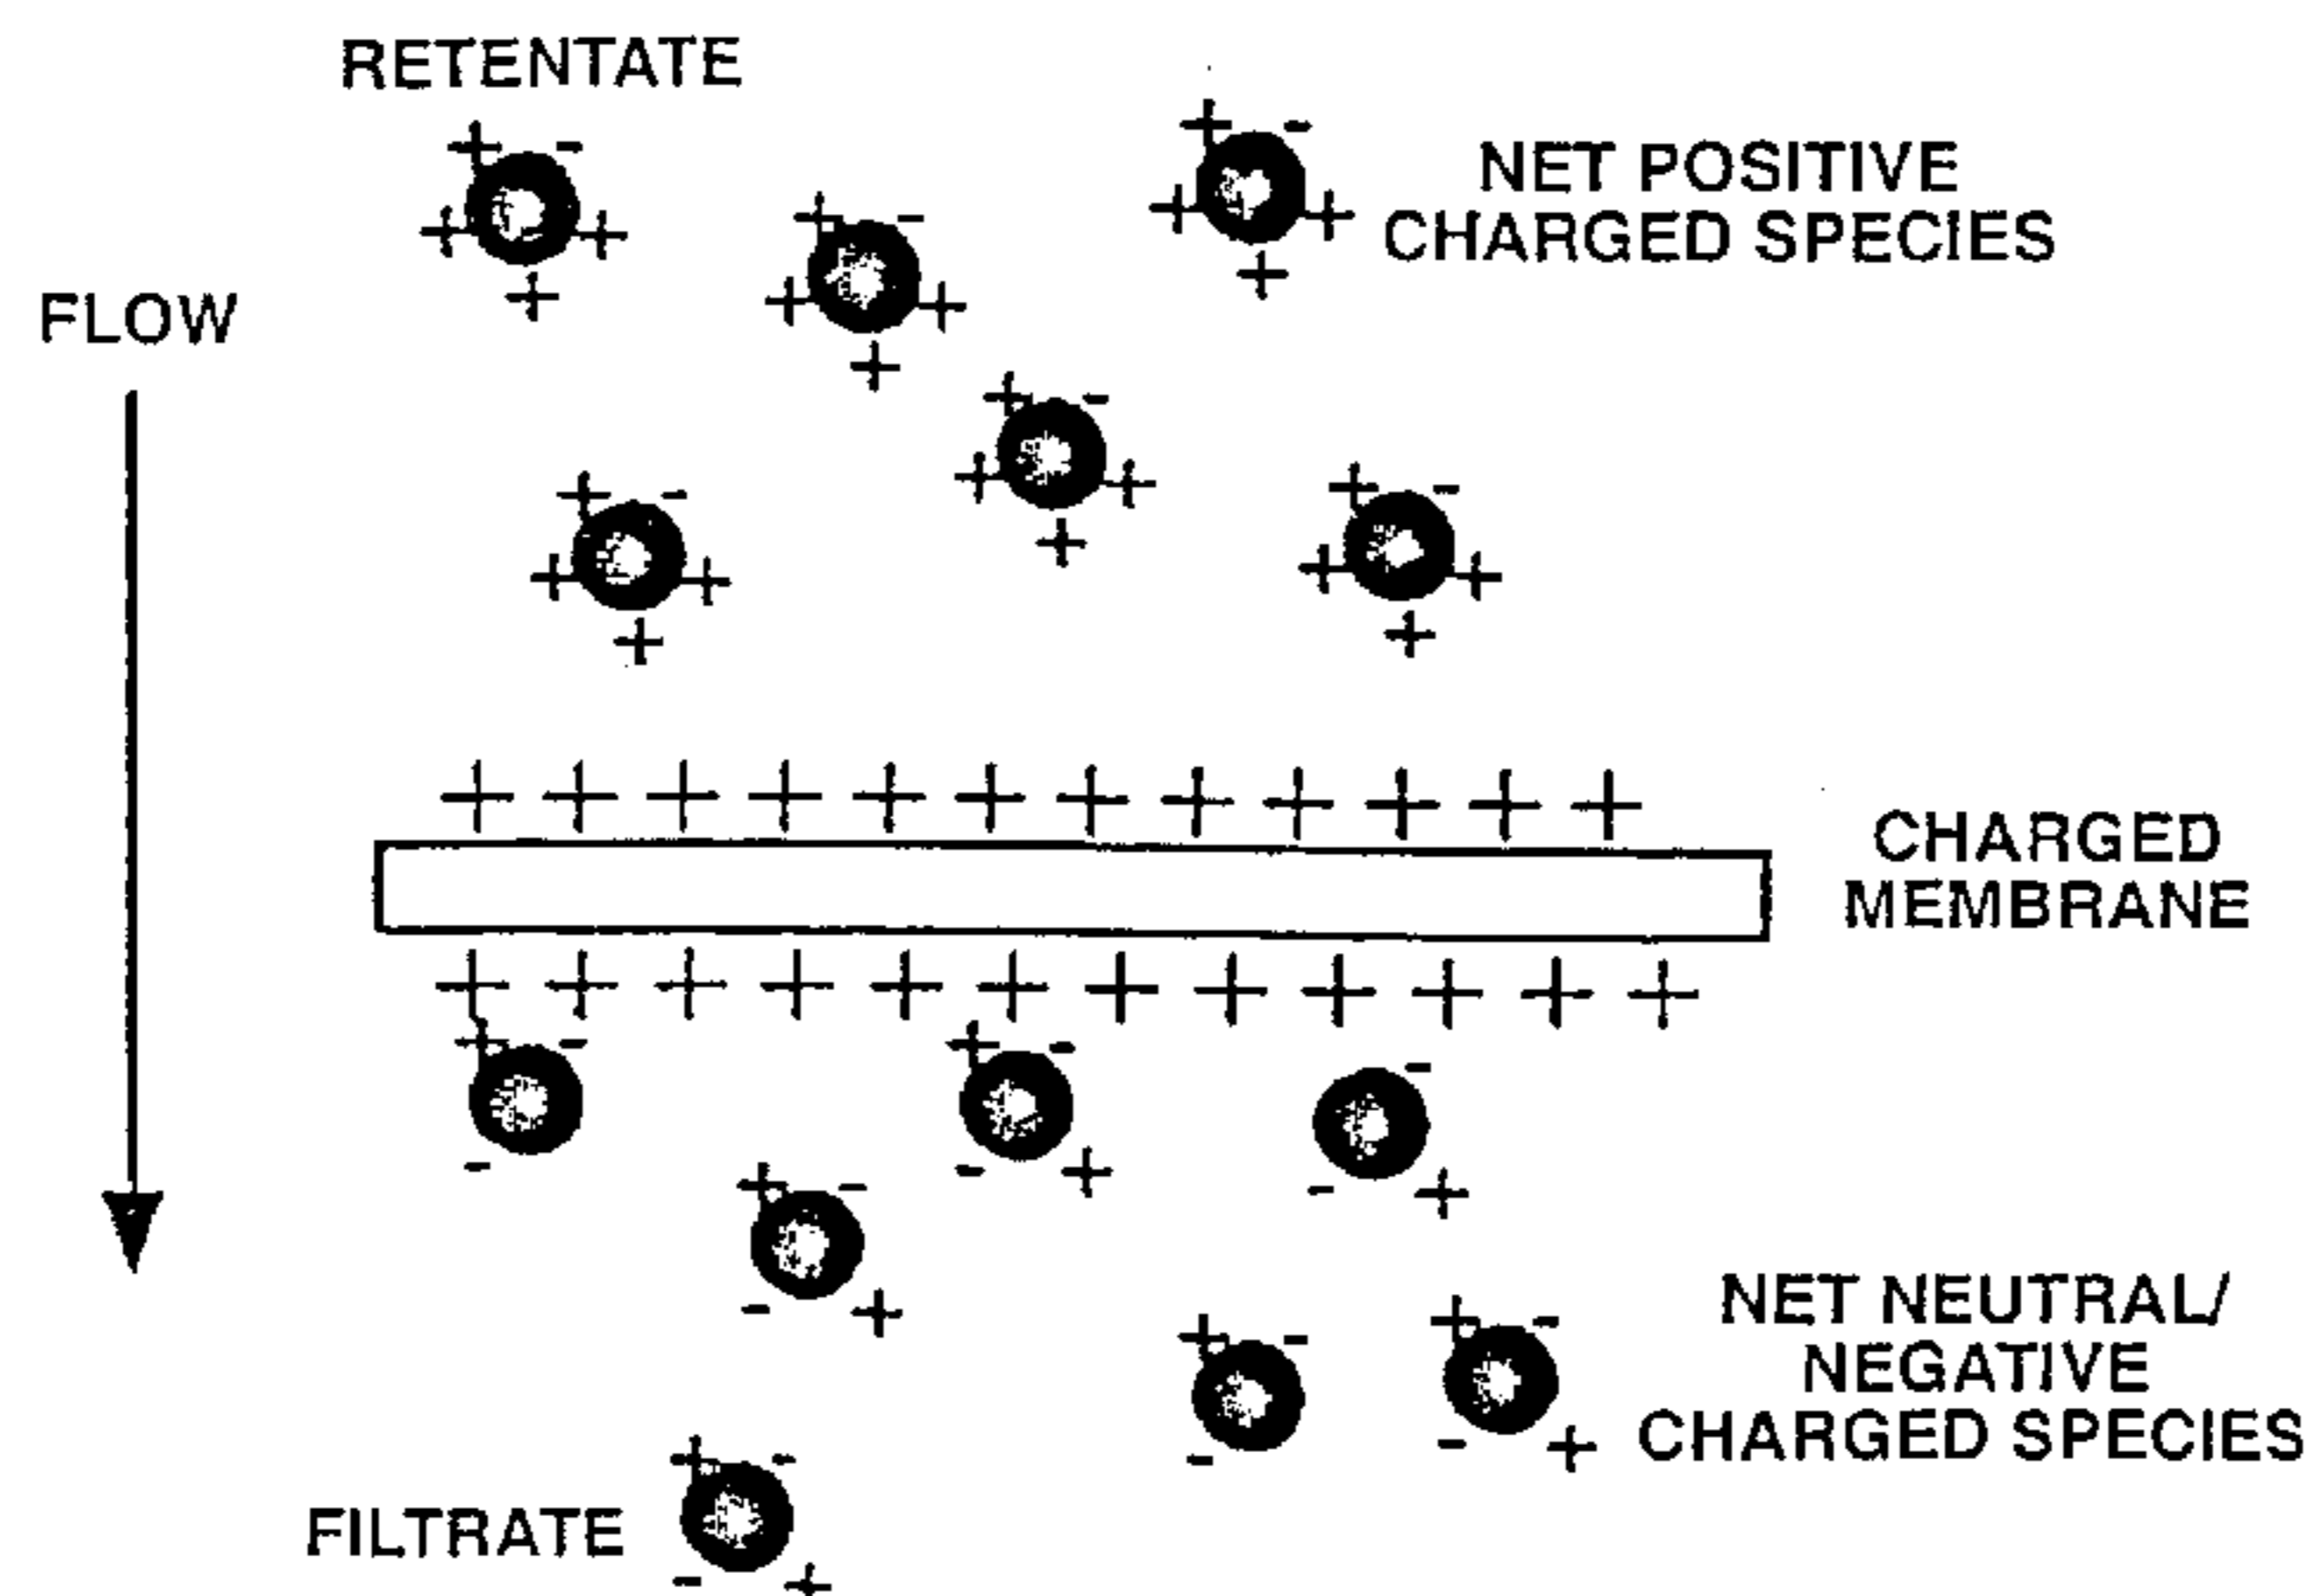 RETENTATE
NET POSITIVE
CHARGED SPECIES
FLOW
CHARGED
MEMBRANE
NET NEUTRAL/
NEGATIVE
CHARGED SPECIES
FILTRATE